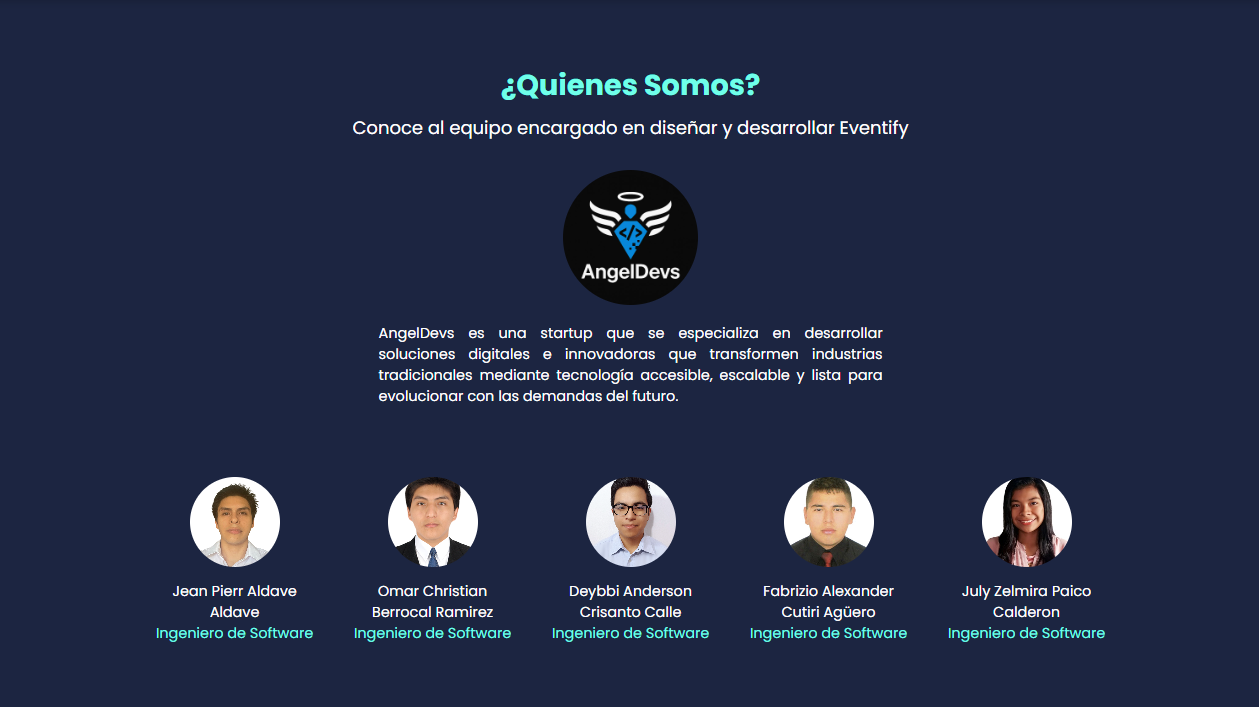 ¿Quienes Somos?
Conoce al equipo encargado en diseñar y desarrollar Eventify
</>
AngelDevs
AngelDevs es una startup que se especializa en desarrollar
soluciones digitales e innovadoras que transformen industrias
tradicionales mediante tecnología accesible, escalable y lista para
evolucionar con las demandas del futuro.
Jean Pierr Aldave
Aldave
Ingeniero de Software
Omar Christian
Berrocal Ramirez
Ingeniero de Software
Deybbi Anderson
Crisanto Calle
Ingeniero de Software
Fabrizio Alexander
Cutiri Agüero
Ingeniero de Software
July Zelmira Paico
Calderon
Ingeniero de Software